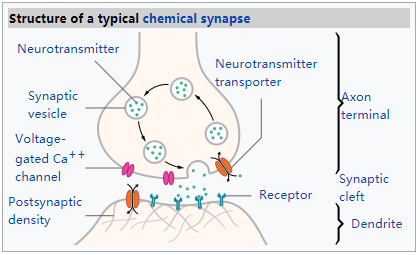 Structure of a typical chemical synapse
Neurotransmitter
Synaptic
vesicle
Voltage-
gated Ca++
channel
Postsynaptic
density
Neurotransmitter
transporter
Receptor
Axon
terminal
Synaptic
cleft
Dendrite